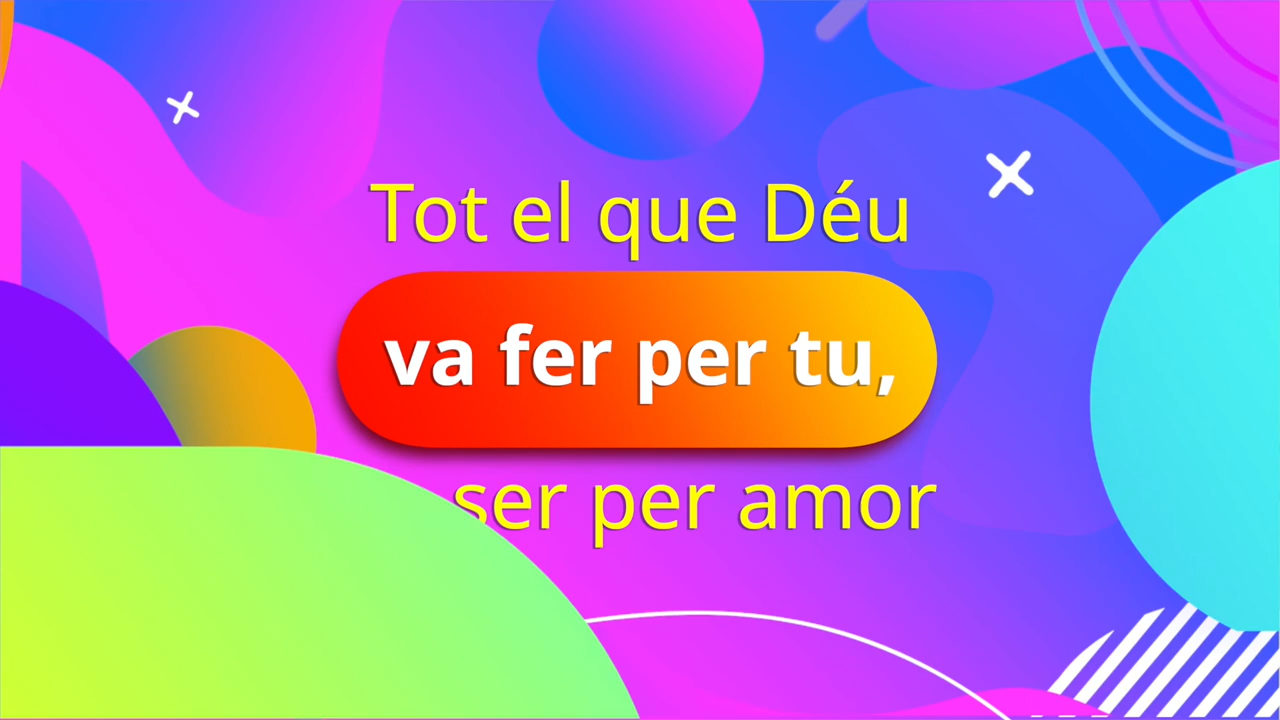 Tot el que Déu
va fer per tu,
ser per amor